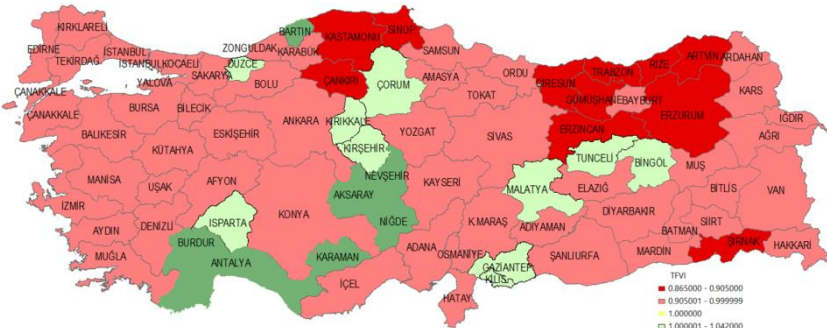 BARTIN
SİNOP
KASTAMONU
KIRKLARELİ
ZONGULDAK
KARABÜK
SAMSUN
EDİRNE
İSTANBUL
TEKİRDAĞ
İSTANBULKOCAELİ
DÜZCE
SAKARYA
YALOVA
BOLU
ÇANKIRI
ÇORUM
AMASYA
ORDU
GİRESUN
TRABZON
RİZE
ARTVİN
ARDAHAN
ÇANAKKALE
ÇANAKKALE
BURSA
BİLECİK
TOKAT
GÜMÜŞHANE
BAYBURT
KARS
ERZURUM
IĞDIR
ANKARA
KIRIKKALE
BALIKESİR
ESKİŞEHİR
YOZGAT
SİVAS
ERZİNCAN
AĞRI
KÜTAHYA
KIRŞEHİR
TUNCELİ
BİNGÖL
MUŞ
MANİSA
UŞAK
AFYON
NEVŞEHİR
KAYSERİ
MALATYA
ELAZIĞ
BİTLİS
VAN
İZMİR
AKSARAY
KONYA
DİYARBAKIR
AYDIN
DENİZLİ
ISPARTA
NİĞDE
K.MARAŞ
ADIYAMAN
BATMAN
SİİRT
BURDUR
MUĞLA
ANTALYA
KARAMAN
ADANA
OSMANİYE
GAZİANTEP
KİLİS
ŞANLIURFA
MARDİN
ŞIRNAK
HAKKARİ
İÇEL
HATAY
TFVI
0.865000 - 0.905000
0.905001 - 0.999999
1.000000
1.000001 - 1.042000